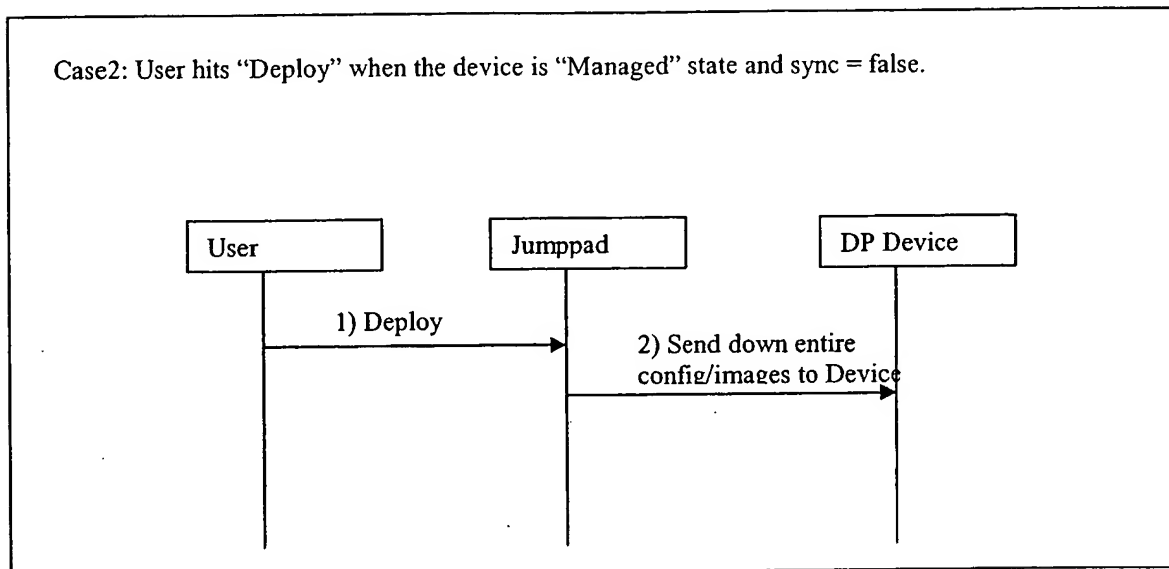 Case2: User hits “Deploy” when the device is “Managed” state and sync = false.
User
Jumppad
DP Device
1) Deploy
2) Send down entire
config/images to Device